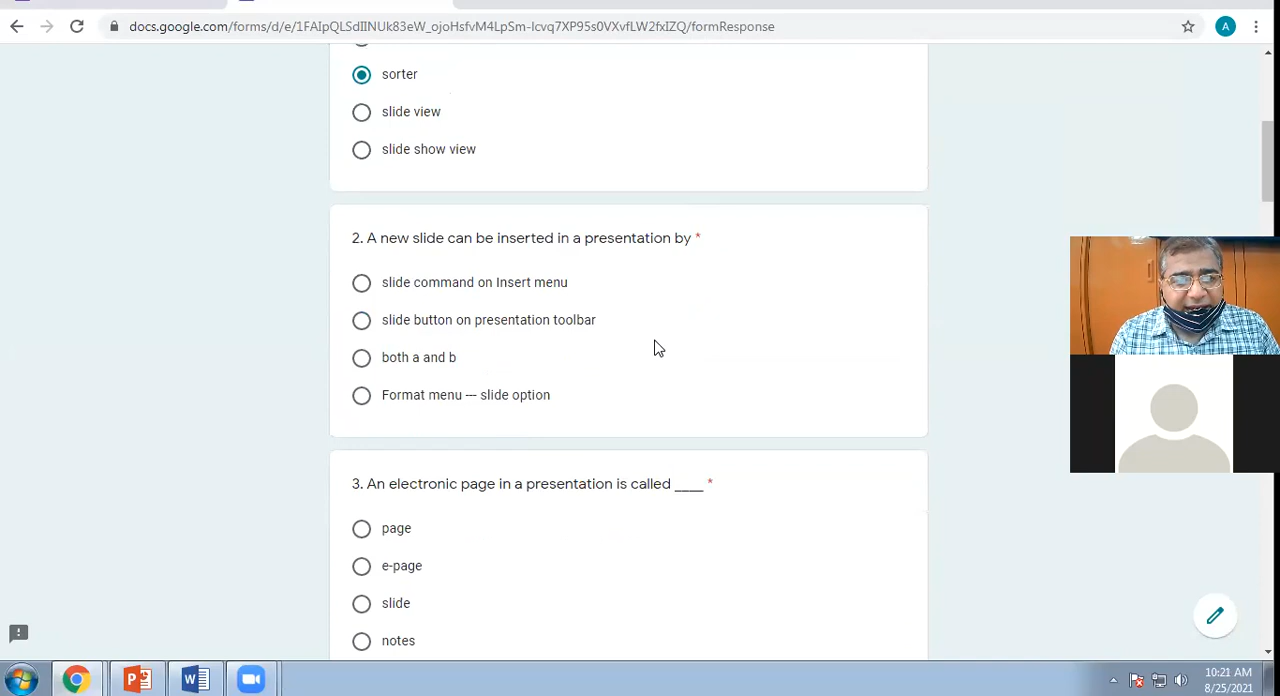 docs.google.com/forms/d/e/1FAIpQLSdIINUk83eW_ojoHsfvM4LpSm-lcvq7XP95s0VXvfLW2fxIZQ/formResponse
A
sorter
slide view
slide show view
2. A new slide can be inserted in a presentation by *
slide command on Insert menu
slide button on presentation toolbar
both a and b
Format menu --- slide option
3. An electronic page in a presentation is called ____ *
page
e-page
slide
notes
10:21 AM
8/25/2021